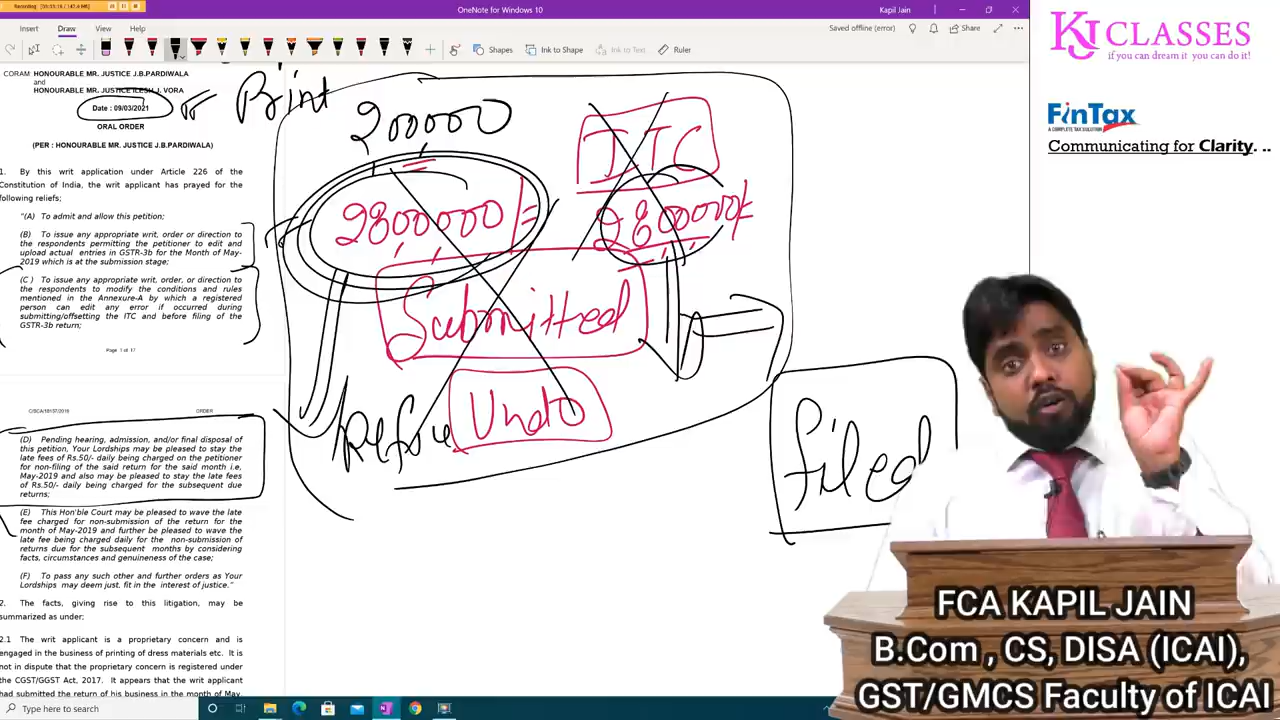 Recording
OneNote for Windows 10
Kapil Jain
Insert
Draw
View
Help
Saved offline (error)
Share
Shapes
Ink to Shape
Ink to Text
Ruler
CORAM HONOURABLE MR. JUSTICE J.B.PARDIWALA
and
HONOURABLE MR. JUSTICE ILESH J. VORA
Date : 09/03/2021
ORAL ORDER
(PER : HONOURABLE MR. JUSTICE J.B.PARDIWALA)
1. By this writ application under Article 226 of the
Constitution of India, the writ applicant has prayed for the
following reliefs;
"(A) To admit and allow this petition;
(B) To issue any appropriate writ, order or direction to
the respondents permitting the petitioner to edit and
upload actual entries in GSTR-3b for the Month of May-
2019 which is at the submission stage;
(C ) To issue any appropriate writ, order, or direction to
the respondents to modify the conditions and rules
mentioned in the Annexure-A by which a registered
person can edit any error if occurred during
submitting/offsetting the ITC and before filing of the
GSTR-3b return;
Page 1 of 17
C/SCA/18157/2019
ORDER
(D) Pending hearing, admission, and/or final disposal of
this petition, Your Lordships may be pleased to stay the
late fees of Rs.50/- daily being charged on the petitioner
for non-filing of the said return for the said month i.e,
May-2019 and also may be pleased to stay the late fees
of Rs.50/- daily being charged for the subsequent due
returns;
(E) This Hon'ble Court may be pleased to wave the late
fee charged for non-submission of the return for the
month of May-2019 and further be pleased to wave the
late fee being charged daily for the non-submission of
returns due for the subsequent months by considering
facts, circumstances and genuineness of the case;
(F) To pass any such other and further orders as Your
Lordships may deem just, fit in the interest of justice."
2. The facts, giving rise to this litigation, may be
summarized as under;
2.1 The writ applicant is a proprietary concern and is
engaged in the business of printing of dress materials etc. It is
not in dispute that the proprietary concern is registered under
the CGST/GGST Act, 2017. It appears that the writ applicant
had submitted the return of his business in the month of May,
Print
200000
ITC
2800000/=
2800000/=
Submitted
Undo
filed
KJ CLASSES
if you can dream it you can do it!
FinTax
A COMPLETE TAX SOLUTION
Communicating for Clarity. ..
FCA KAPIL JAIN
B.Com , CS, DISA (ICAI),
GST/GMCS Faculty of ICAI
Type here to search